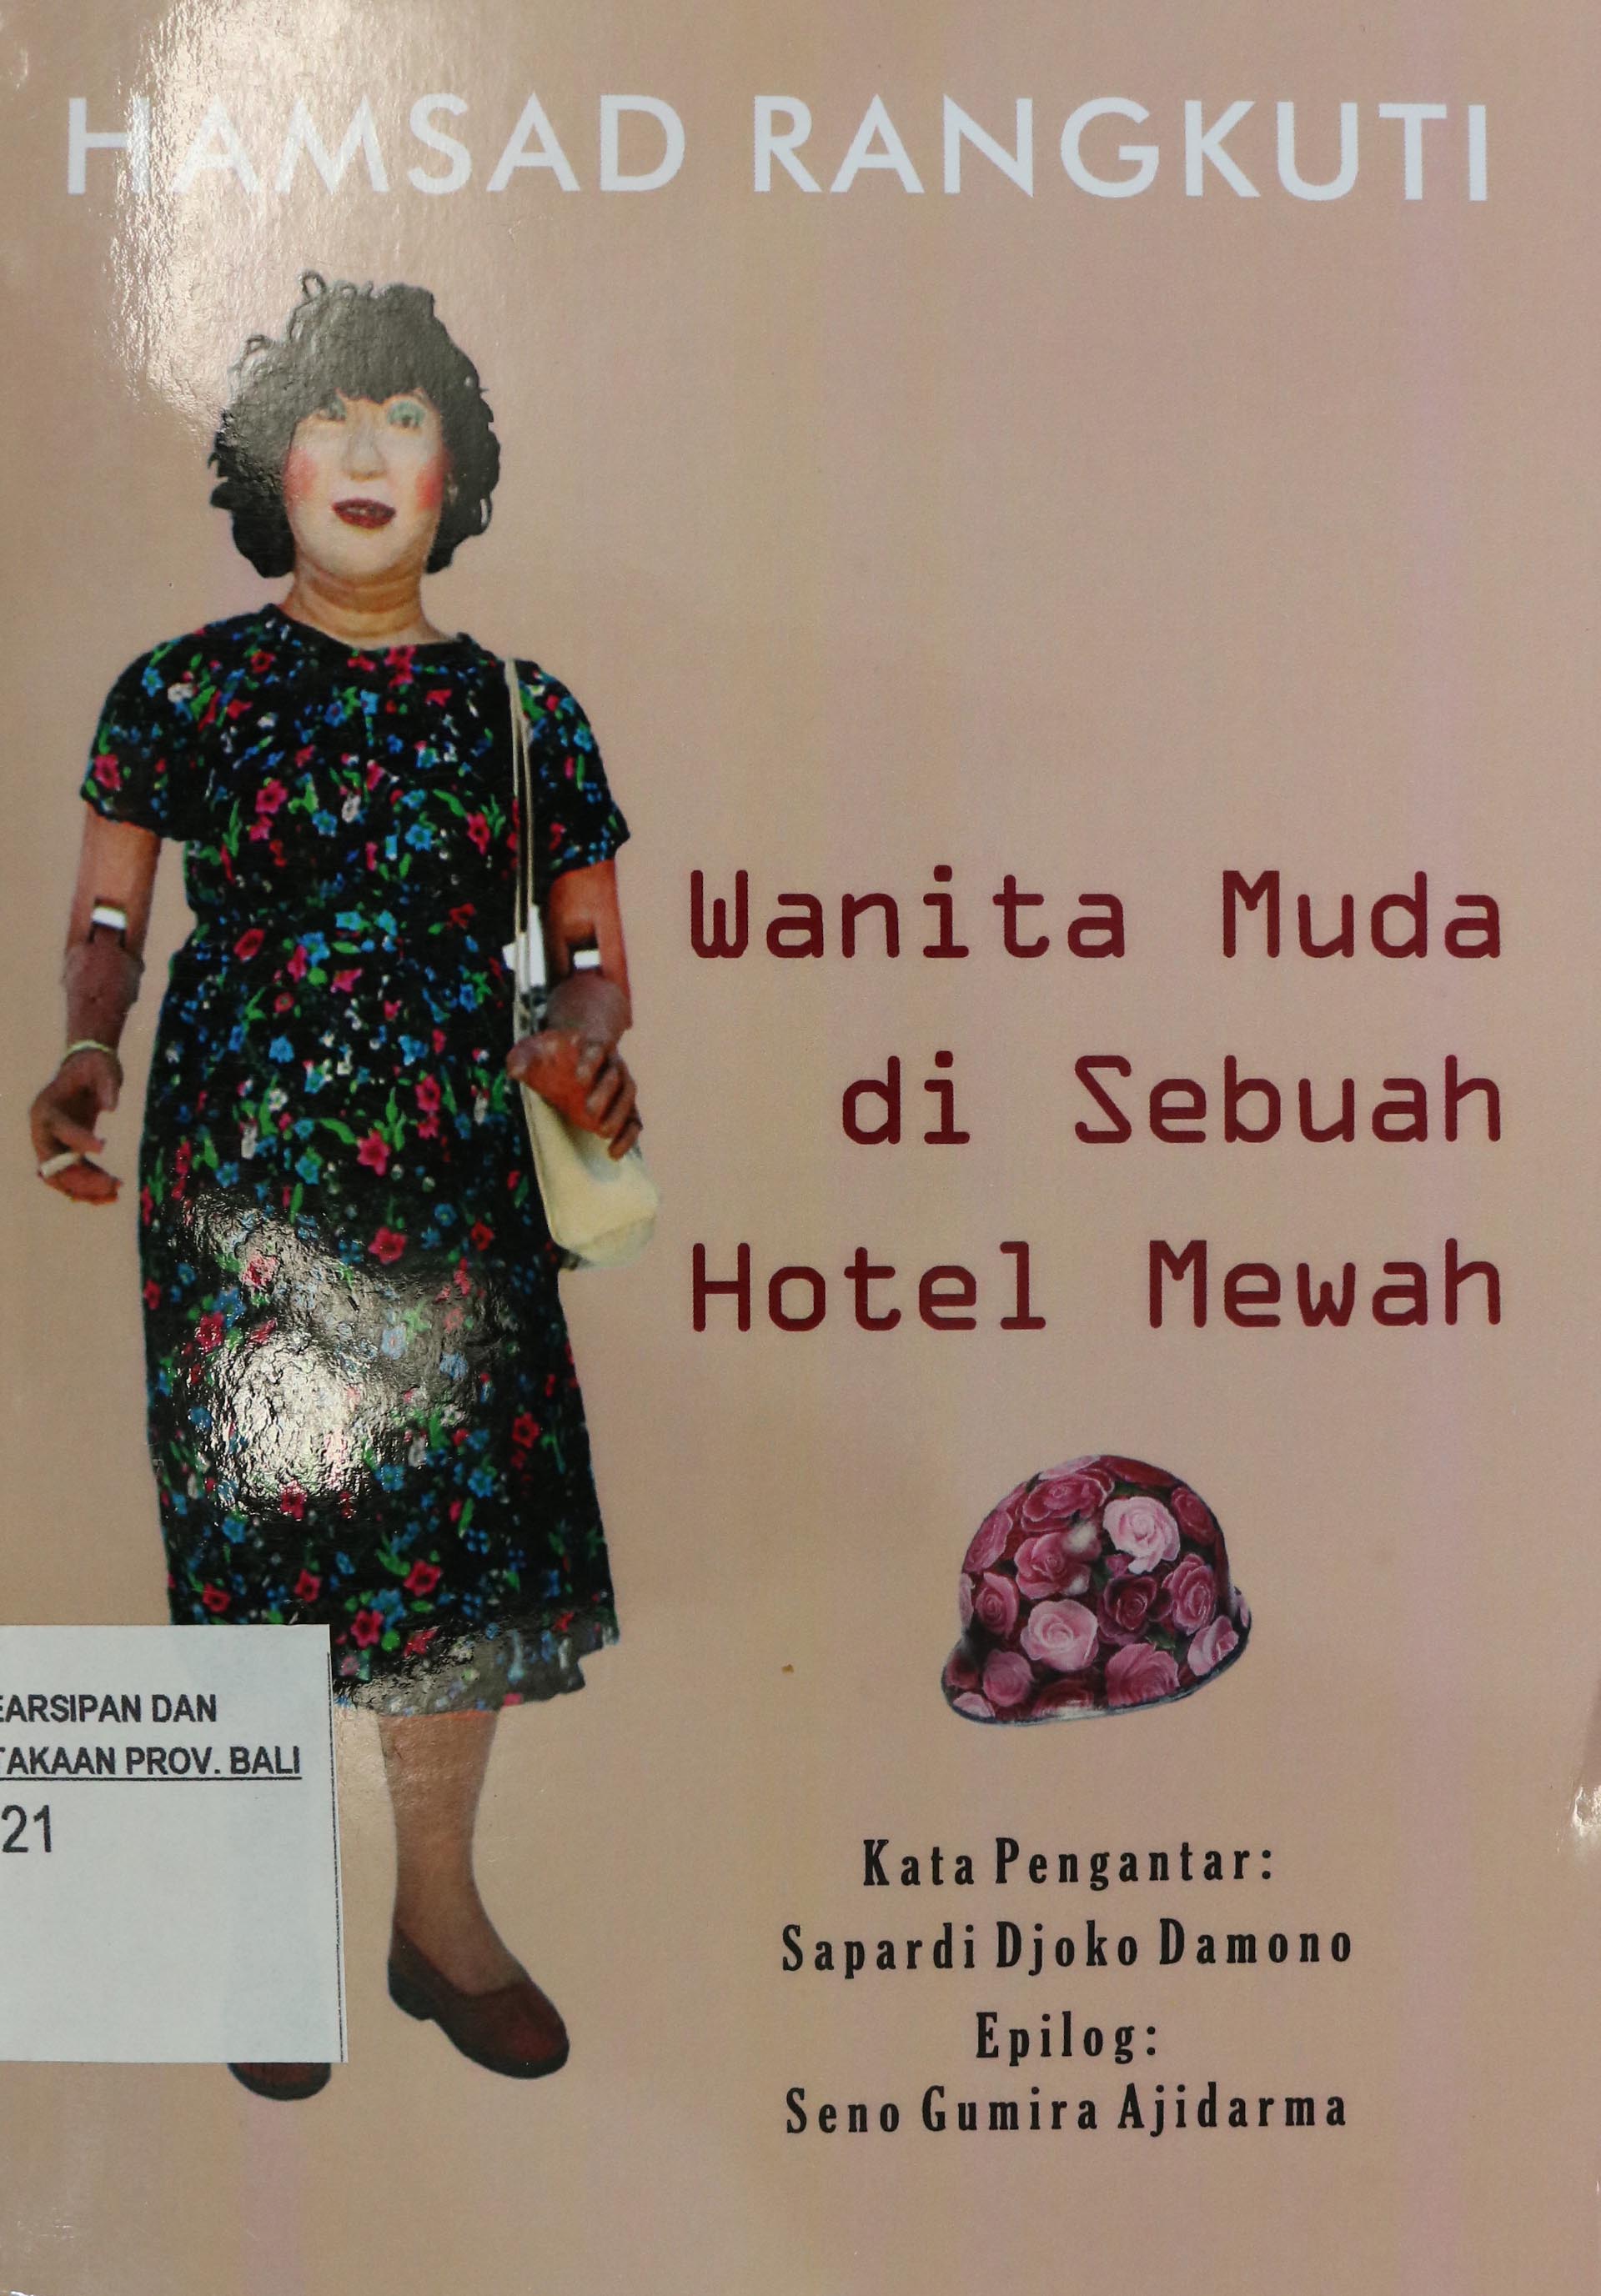 HAMSAD RANGKUTI
Wanita Muda
di Sebuah
Hotel Mewah
EARSIPAN DAN
TAKAAN PROV. BALI
21
Kata Pengantar:
Sapardi Djoko Damono
Epilog:
Seno Gumira Ajidarma